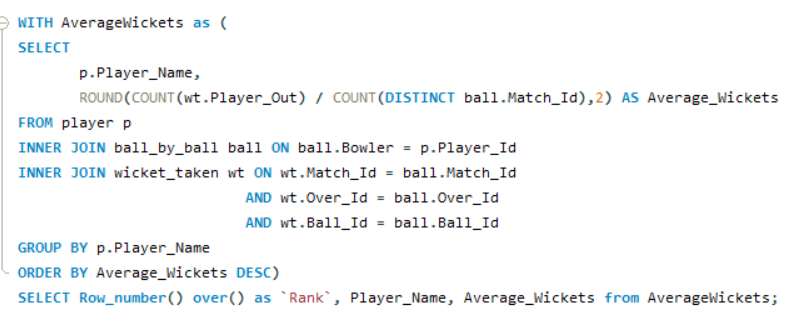 WITH AverageWickets as (
SELECT
p.Player_Name,
ROUND(COUNT(wt.Player_Out) / COUNT(DISTINCT ball.Match_Id),2) AS Average_Wickets
FROM player p
INNER JOIN ball_by_ball ball ON ball.Bowler = p.Player_Id
INNER JOIN wicket_taken wt ON wt.Match_Id = ball.Match_Id
AND wt.Over_Id = ball.Over_Id
AND wt.Ball_Id = ball.Ball_Id
GROUP BY p.Player_Name
ORDER BY Average_Wickets DESC)
SELECT Row_number() over() as `Rank`, Player_Name, Average_Wickets from AverageWickets;